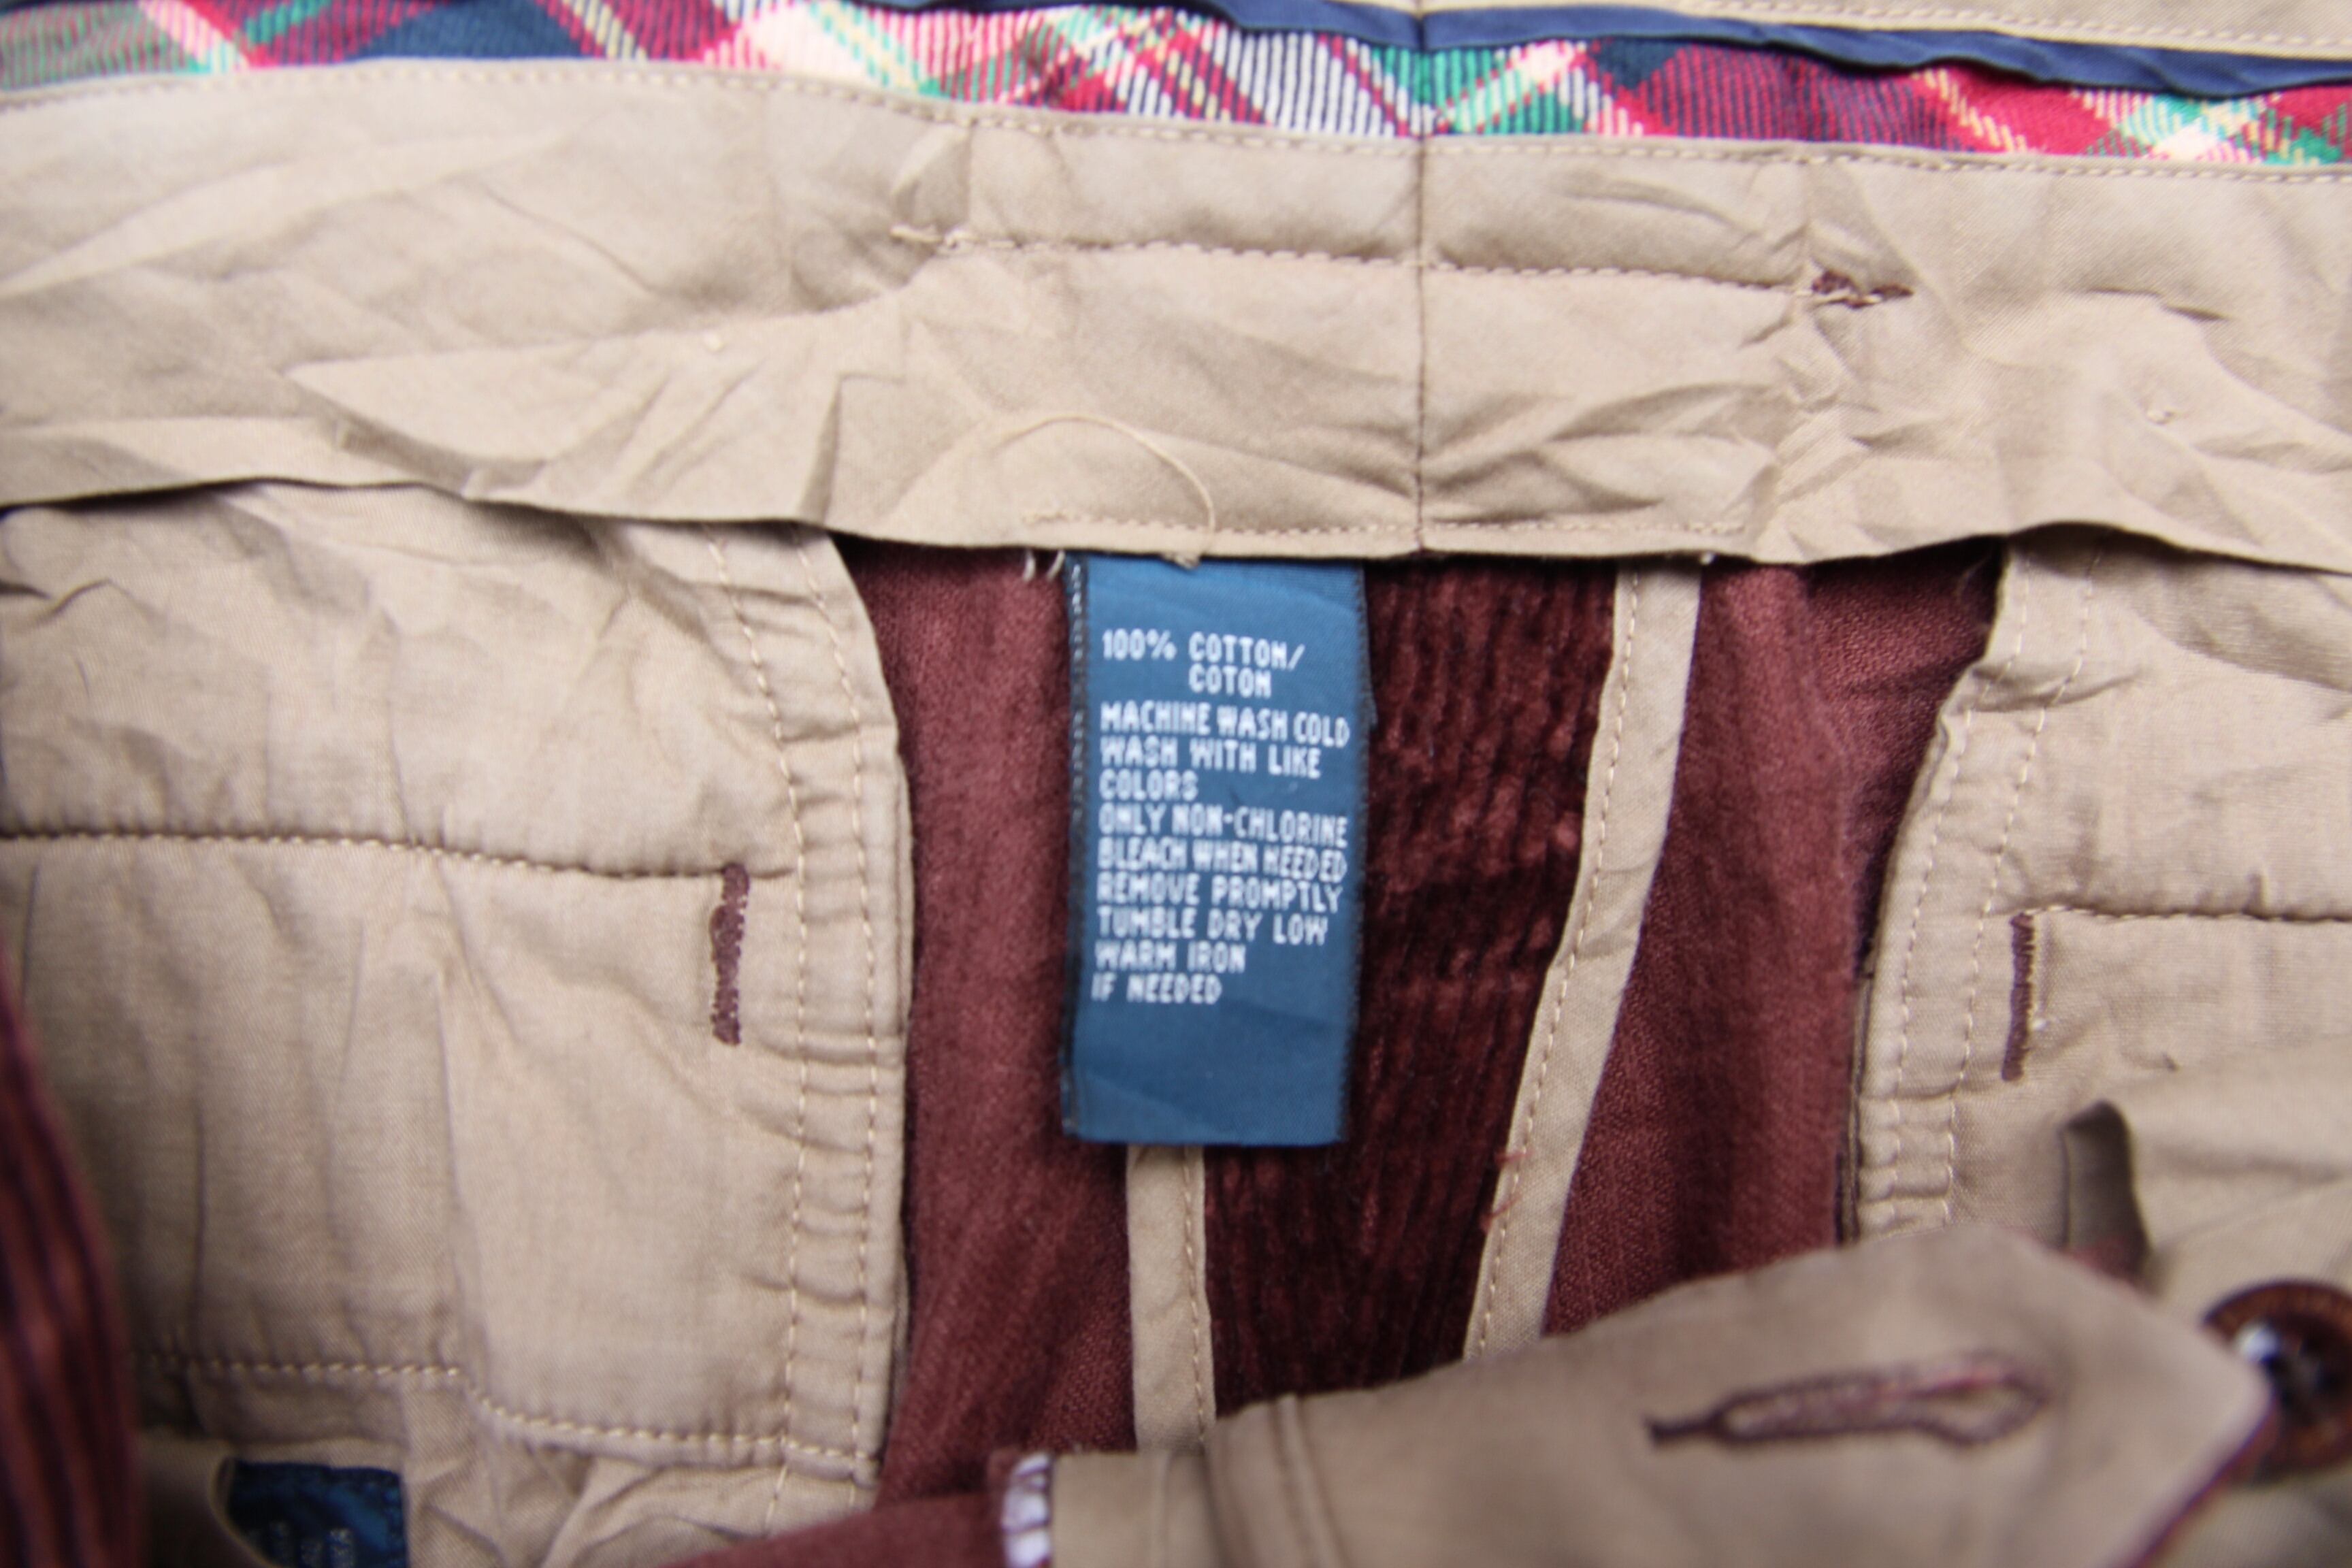 100% COTTON/
COTON
MACHINE WASH COLD
WASH WITH LIKE
COLORS
ONLY NON-CHLORINE
BLEACH WHEN NEEDED
REMOVE PROMPTLY
TUMBLE DRY LOW
WARM IRON
IF NEEDED